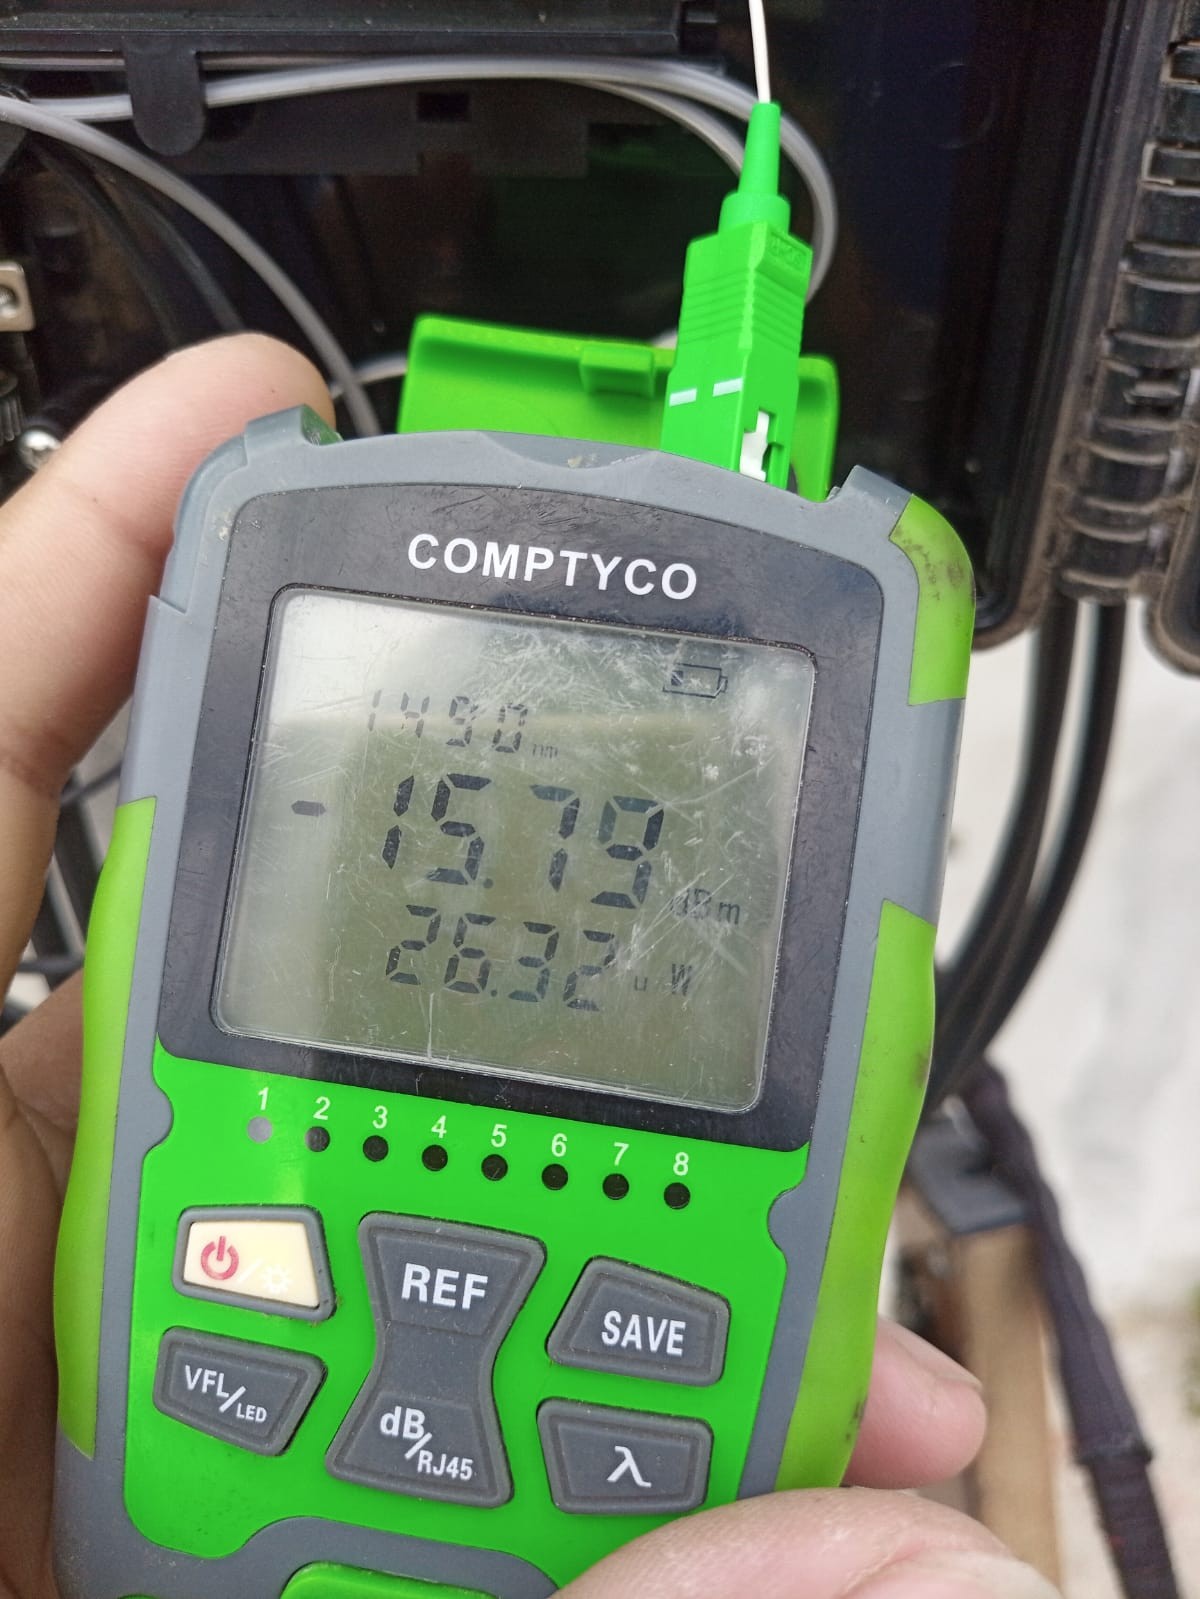 COMPTYCO
1490 nm
-15.79 dBm
26.32 uW
1 2 3 4 5 6 7 8
REF
SAVE
VFL/LED
dB/RJ45
λ